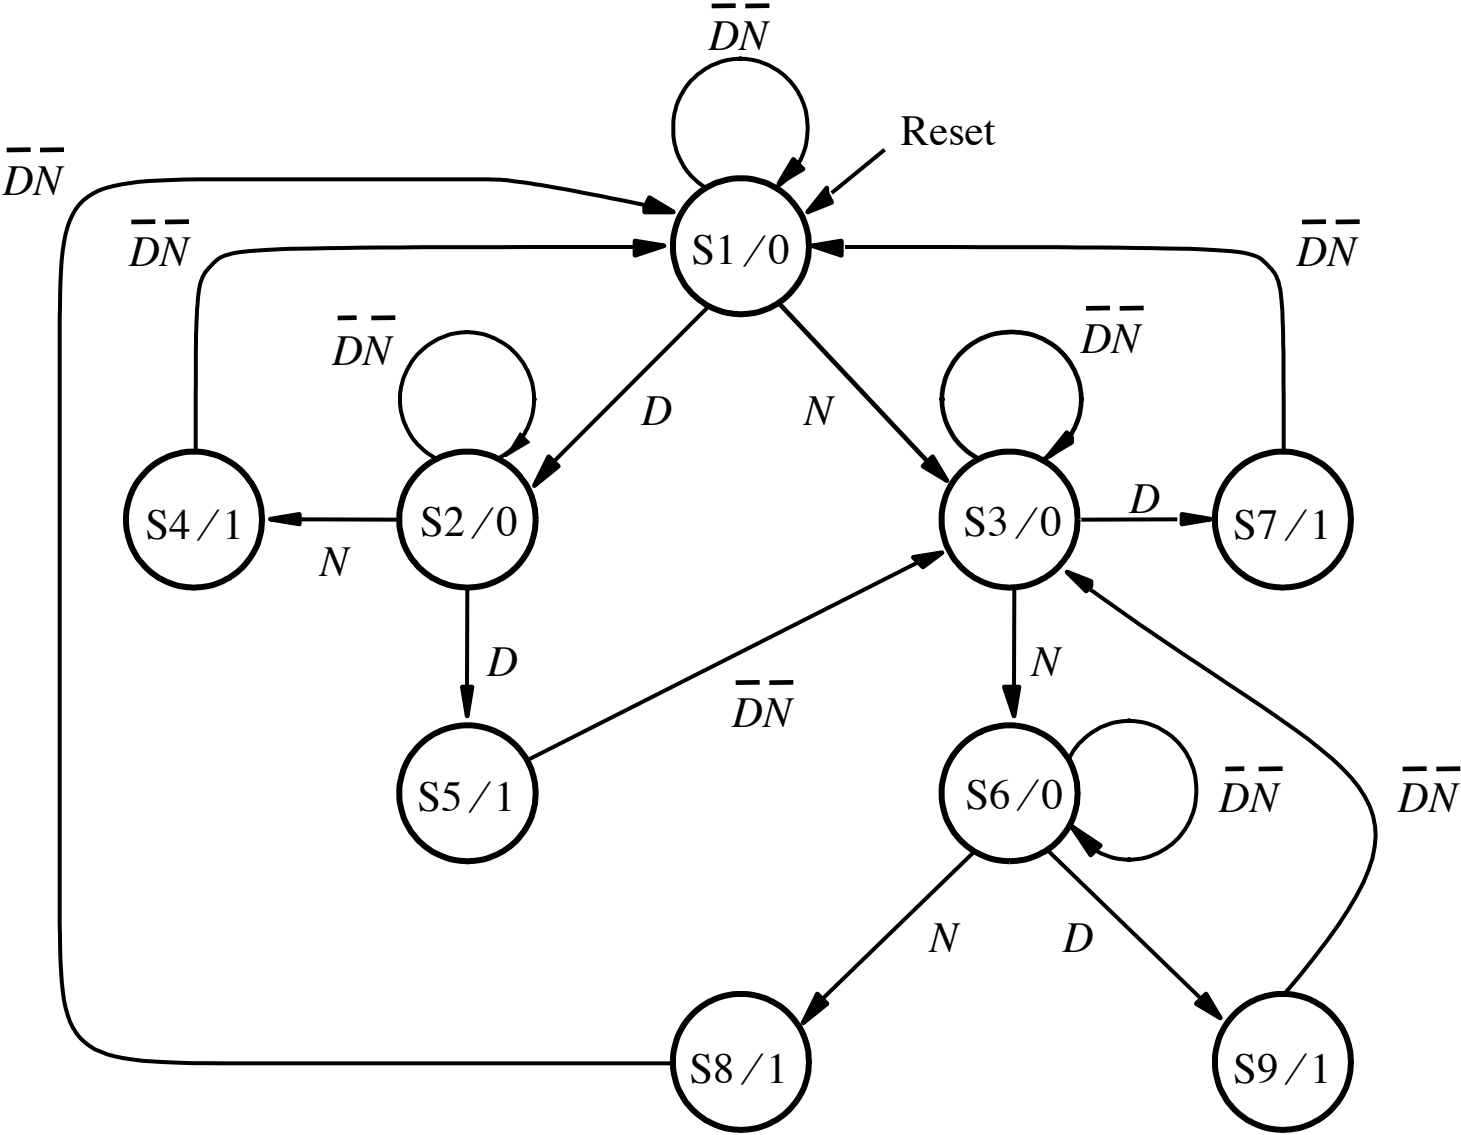 D̅N̅
Reset
D̅N̅
D̅N̅
S1/0
D̅N̅
D̅N̅
D̅N̅
D
N
S4/1
S2/0
S3/0
D
S7/1
N
D
N
D̅N̅
S5/1
S6/0
D̅N̅
D̅N̅
N
D
S8/1
S9/1